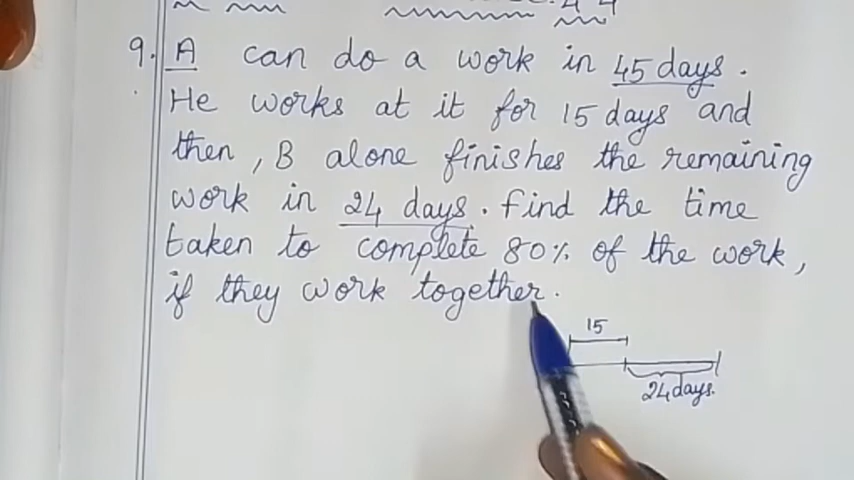 9. A can do a work in 45 days.
He works at it for 15 days and
then, B alone finishes the remaining
work in 24 days. Find the time
taken to complete 80% of the work,
if they work together.
15
24 days.